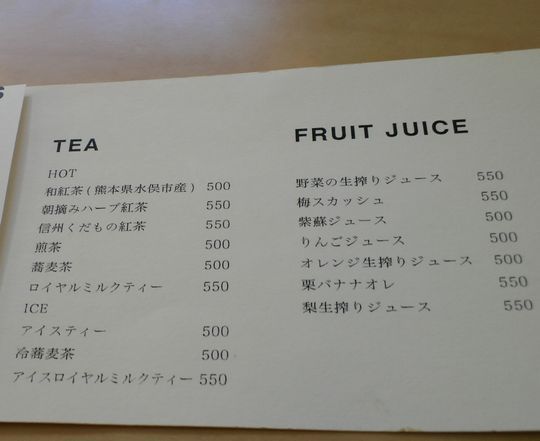 S
TEA
HOT
和紅茶(熊本県水俣市産) 500
朝摘みハーブ紅茶 550
信州くだもの紅茶 550
煎茶 500
蕎麦茶 500
ロイヤルミルクティー 550
ICE
アイスティー 500
冷蕎麦茶 500
アイスロイヤルミルクティー 550
FRUIT JUICE
野菜の生搾りジュース 550
梅スカッシュ 550
紫蘇ジュース 500
りんごジュース 500
オレンジ生搾りジュース 500
栗バナナオレ 550
梨生搾りジュース 550